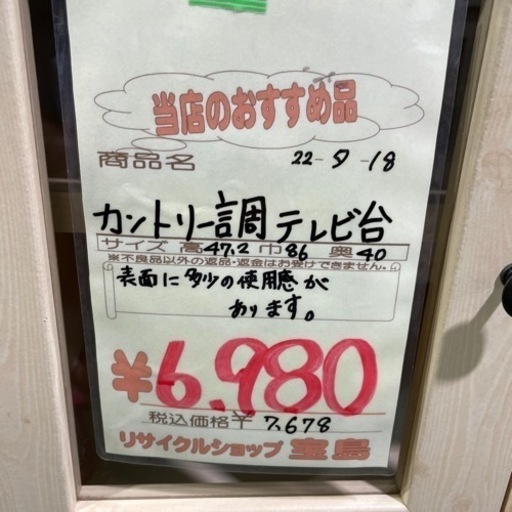 当店のおすすめ品
商品名 22-9-18
カントリー調テレビ台
サイズ 高47.2 巾86 奥40
※不良品以外の返品・返金はお受けできません。
表面に多少の使用感が
あります。
¥6,980
税込価格¥ 7,678
リサイクルショップ 宝島